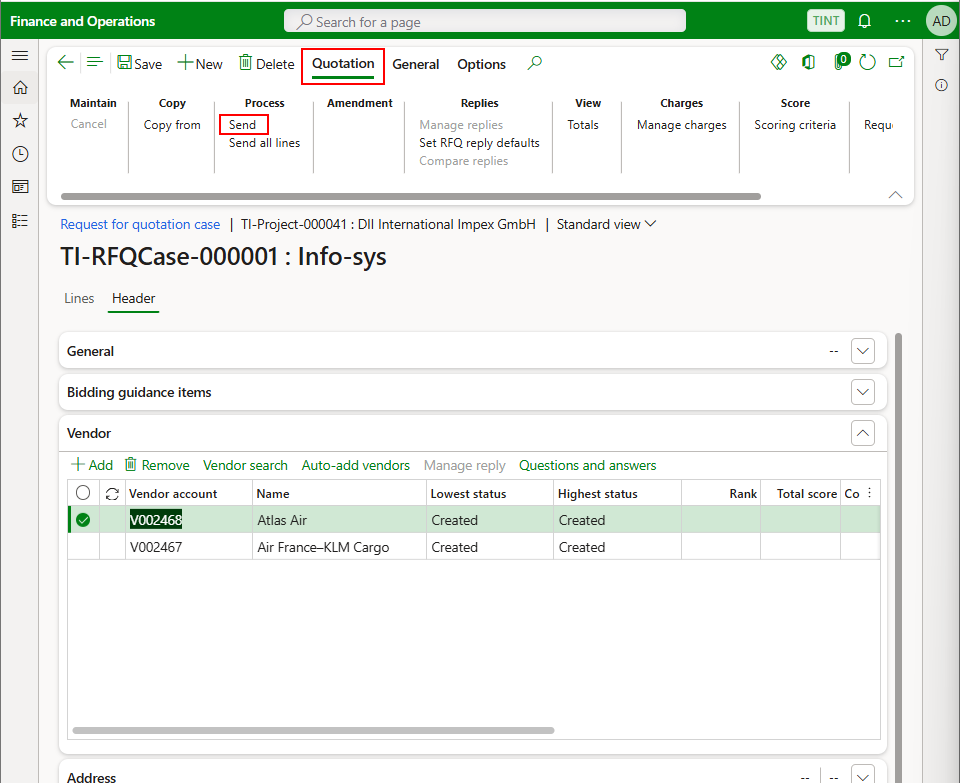 Finance and Operations
Search for a page
TINT
AD
Save
New
Delete
Quotation
General
Options
0
Maintain
Copy
Process
Amendment
Replies
View
Charges
Score
Cancel
Copy from
Send
Send all lines
Manage replies
Set RFQ reply defaults
Compare replies
Totals
Manage charges
Scoring criteria
Requ
Request for quotation case | TI-Project-000041 : DII International Impex GmbH | Standard view
TI-RFQCase-000001 : Info-sys
Lines
Header
General
--
Bidding guidance items
Vendor
Add
Remove
Vendor search
Auto-add vendors
Manage reply
Questions and answers
Vendor account
Name
Lowest status
Highest status
Rank
Total score
Co
V002468
Atlas Air
Created
Created
V002467
Air France–KLM Cargo
Created
Created
Address
--
--